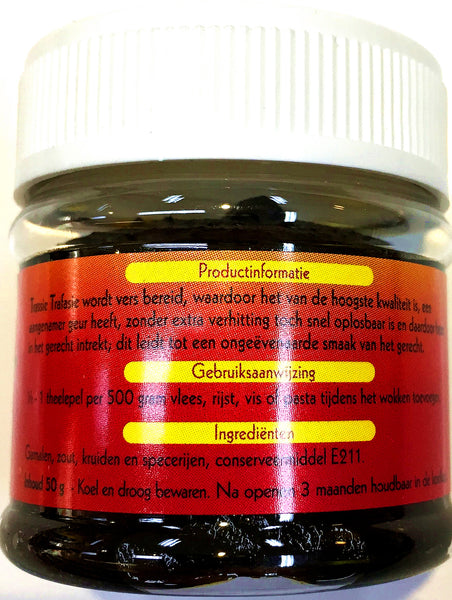 Productinformatie
Trassie Trafasie wordt vers bereid, waardoor het van de hoogste kwaliteit is, een
aangenamer geur heeft, zonder extra verhitting toch snel oplosbaar is en daardoor
in het gerecht intrekt; dit leidt tot een ongeëvenaarde smaak van het gerecht.
Gebruiksaanwijzing
½ - 1 theelepel per 500 gram vlees, rijst, vis of pasta tijdens het wokken toevoegen.
Ingrediënten
Garnalen, zout, kruiden en specerijen, conserveermiddel E211.
Inhoud 50 g - Koel en droog bewaren. Na openen 3 maanden houdbaar in de